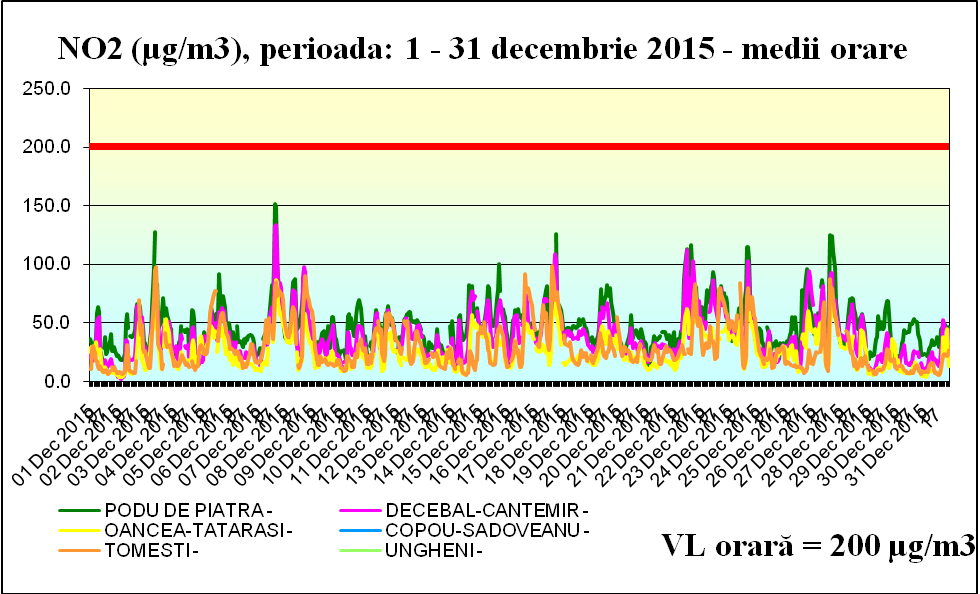 NO2 (µg/m3), perioada: 1 - 31 decembrie 2015 - medii orare
250.0
200.0
150.0
100.0
50.0
0.0
01 Dec 2015
02 Dec 2015
03 Dec 2015
04 Dec 2015
05 Dec 2015
06 Dec 2015
07 Dec 2015
08 Dec 2015
09 Dec 2015
10 Dec 2015
11 Dec 2015
12 Dec 2015
13 Dec 2015
14 Dec 2015
15 Dec 2015
16 Dec 2015
17 Dec 2015
18 Dec 2015
19 Dec 2015
20 Dec 2015
21 Dec 2015
22 Dec 2015
23 Dec 2015
24 Dec 2015
25 Dec 2015
26 Dec 2015
27 Dec 2015
28 Dec 2015
29 Dec 2015
30 Dec 2015
31 Dec 2015
17
PODU DE PIATRA-
DECEBAL-CANTEMIR-
OANCEA-TATARASI-
COPOU-SADOVEANU-
TOMESTI-
UNGHENI-
VL orară = 200 µg/m3